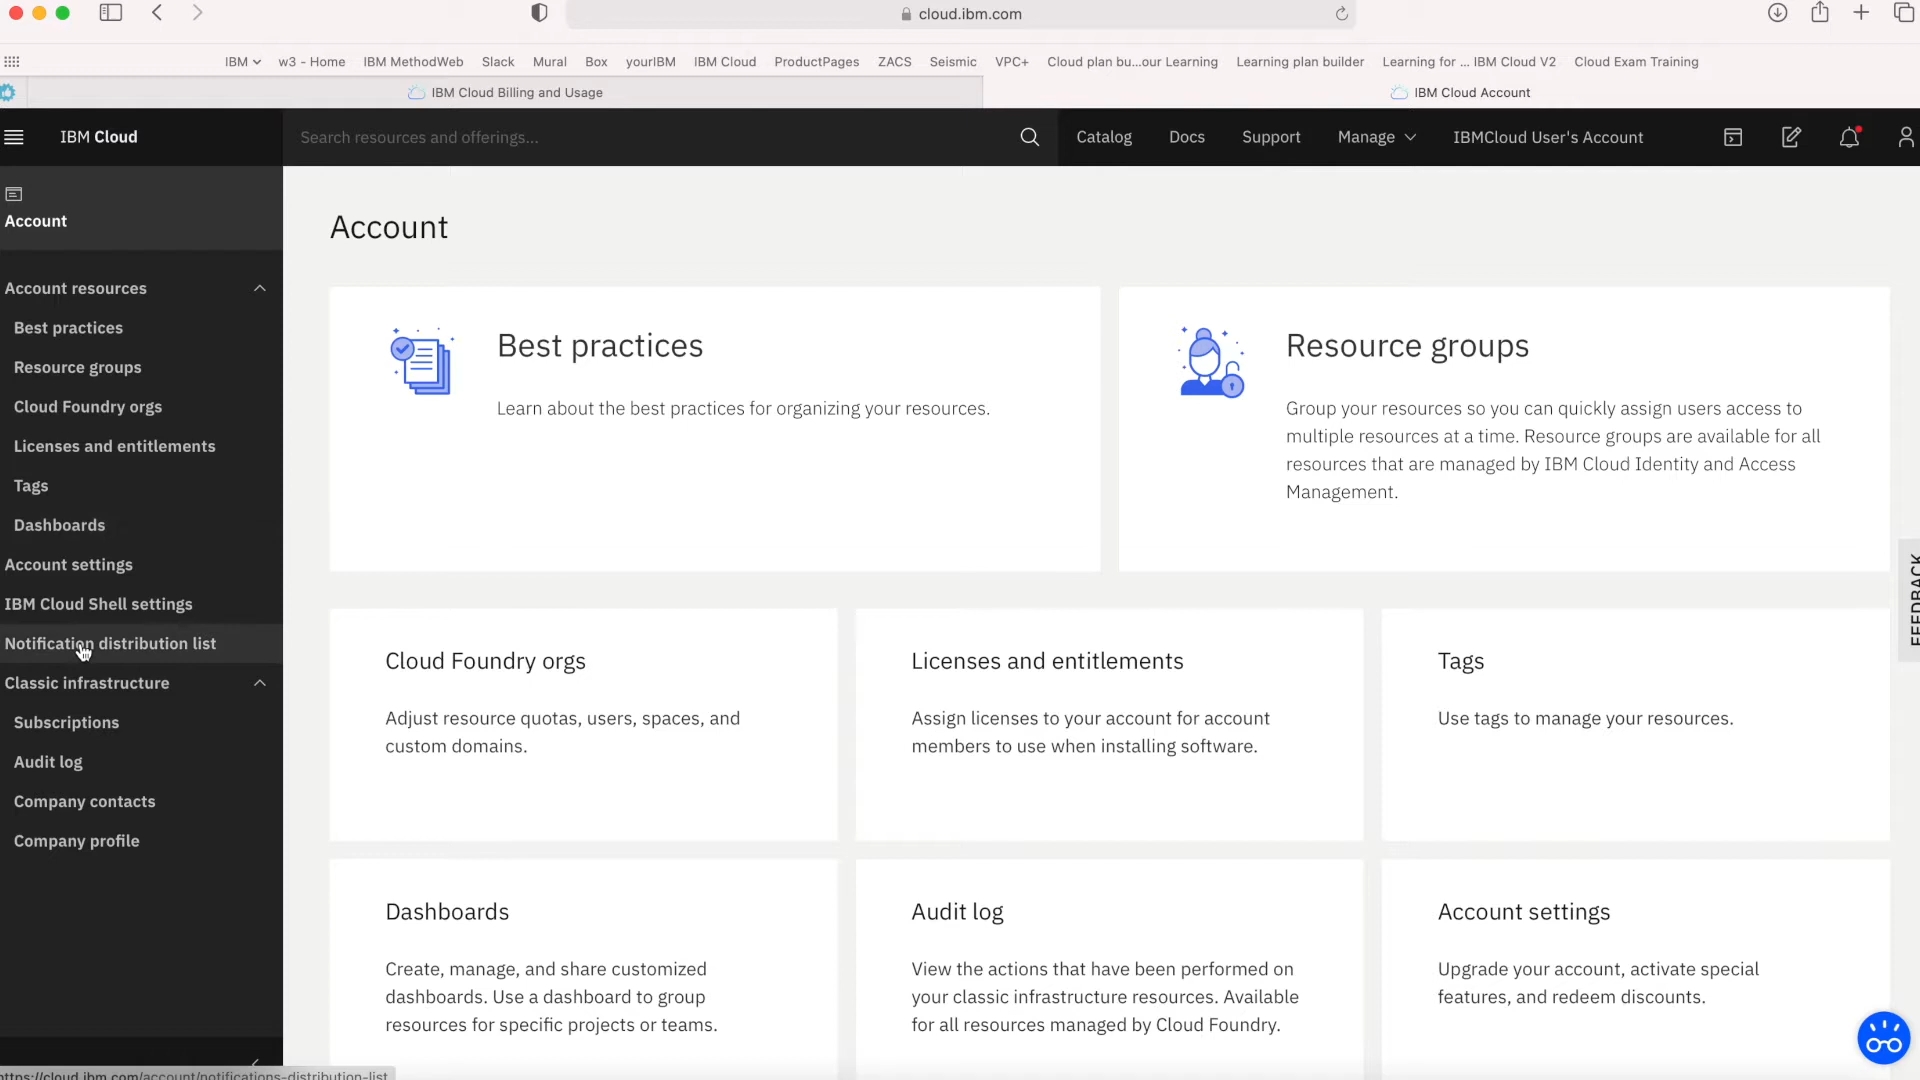 cloud.ibm.com
IBM
w3 - Home
IBM MethodWeb
Slack
Mural
Box
yourIBM
IBM Cloud
ProductPages
ZACS
Seismic
VPC+
Cloud plan bu...our Learning
Learning plan builder
Learning for ... IBM Cloud V2
Cloud Exam Training
IBM Cloud Billing and Usage
IBM Cloud Account
IBM Cloud
Search resources and offerings...
Catalog
Docs
Support
Manage
IBMCloud User's Account
Account
Account resources
Best practices
Resource groups
Cloud Foundry orgs
Licenses and entitlements
Tags
Dashboards
Account settings
IBM Cloud Shell settings
Notification distribution list
Classic infrastructure
Subscriptions
Audit log
Company contacts
Company profile
Account
Best practices
Learn about the best practices for organizing your resources.
Resource groups
Group your resources so you can quickly assign users access to
multiple resources at a time. Resource groups are available for all
resources that are managed by IBM Cloud Identity and Access
Management.
Cloud Foundry orgs
Adjust resource quotas, users, spaces, and
custom domains.
Licenses and entitlements
Assign licenses to your account for account
members to use when installing software.
Tags
Use tags to manage your resources.
Dashboards
Create, manage, and share customized
dashboards. Use a dashboard to group
resources for specific projects or teams.
Audit log
View the actions that have been performed on
your classic infrastructure resources. Available
for all resources managed by Cloud Foundry.
Account settings
Upgrade your account, activate special
features, and redeem discounts.
FEEDBACK
https://cloud.ibm.com/account/notifications-distribution-list